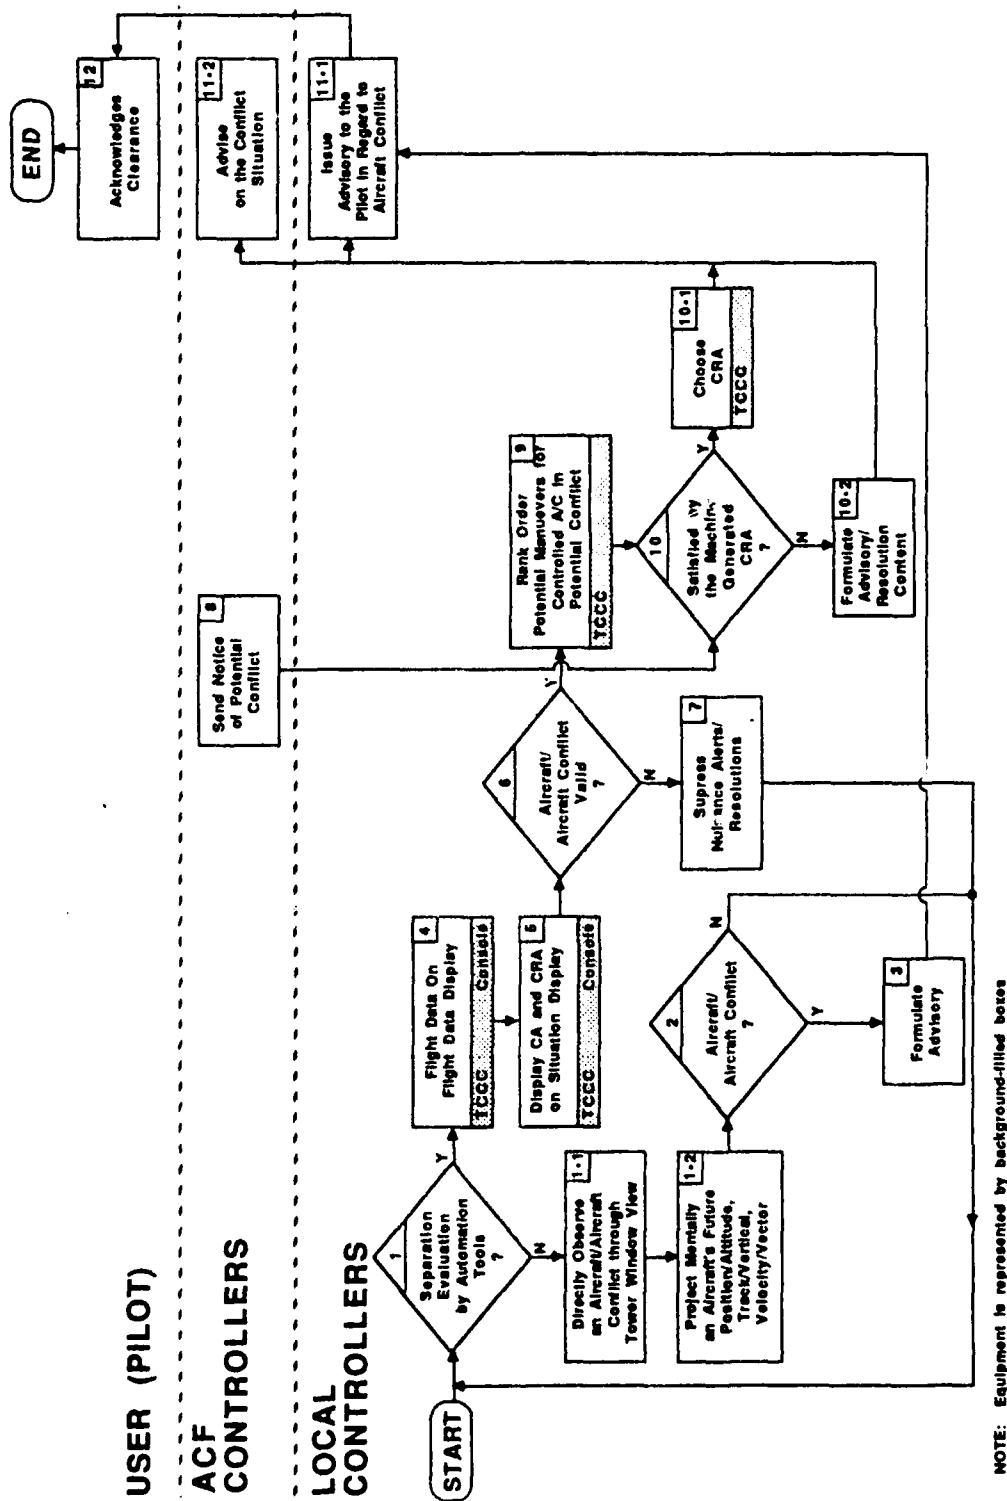 USER (PILOT)
ACF
CONTROLLERS
LOCAL
CONTROLLERS
START
1
Separation
Evaluation
by Automation
Tools
?
Y
N
1-1
Directly Observe
an Aircraft/Aircraft
Conflict through
Tower Window View
1-2
Project Mentally
an Aircraft's Future
Position/Altitude,
Track/Vertical,
Velocity/Vector
2
Aircraft/
Aircraft Conflict
?
N
Y
3
Formulate
Advisory
4
Flight Data On
Flight Data Display
TCCC Console
5
Display CA and CRA
on Situation Display
TCCC Console
6
Aircraft/
Aircraft Conflict
Valid
?
Y
N
7
Supress
Alerts/
Resolutions
8
Send Notice
of Potential
Conflict
9
Rank Order
Potential Manuevers for
Controlled A/C in
Potential Conflict
TCCC
10
Satisfied
the
Generated
CRA
?
Y
N
10-1
Choose
CRA
TCCC
10-2
Formulate
Advisory/
Resolution
Content
11-1
Issue
Advisory to the
Pilot in Regard to
Aircraft Conflict
11-2
Advise
on the Conflict
Situation
12
Acknowledges
Clearance
END
NOTE: Equipment is represented by background-filled boxes